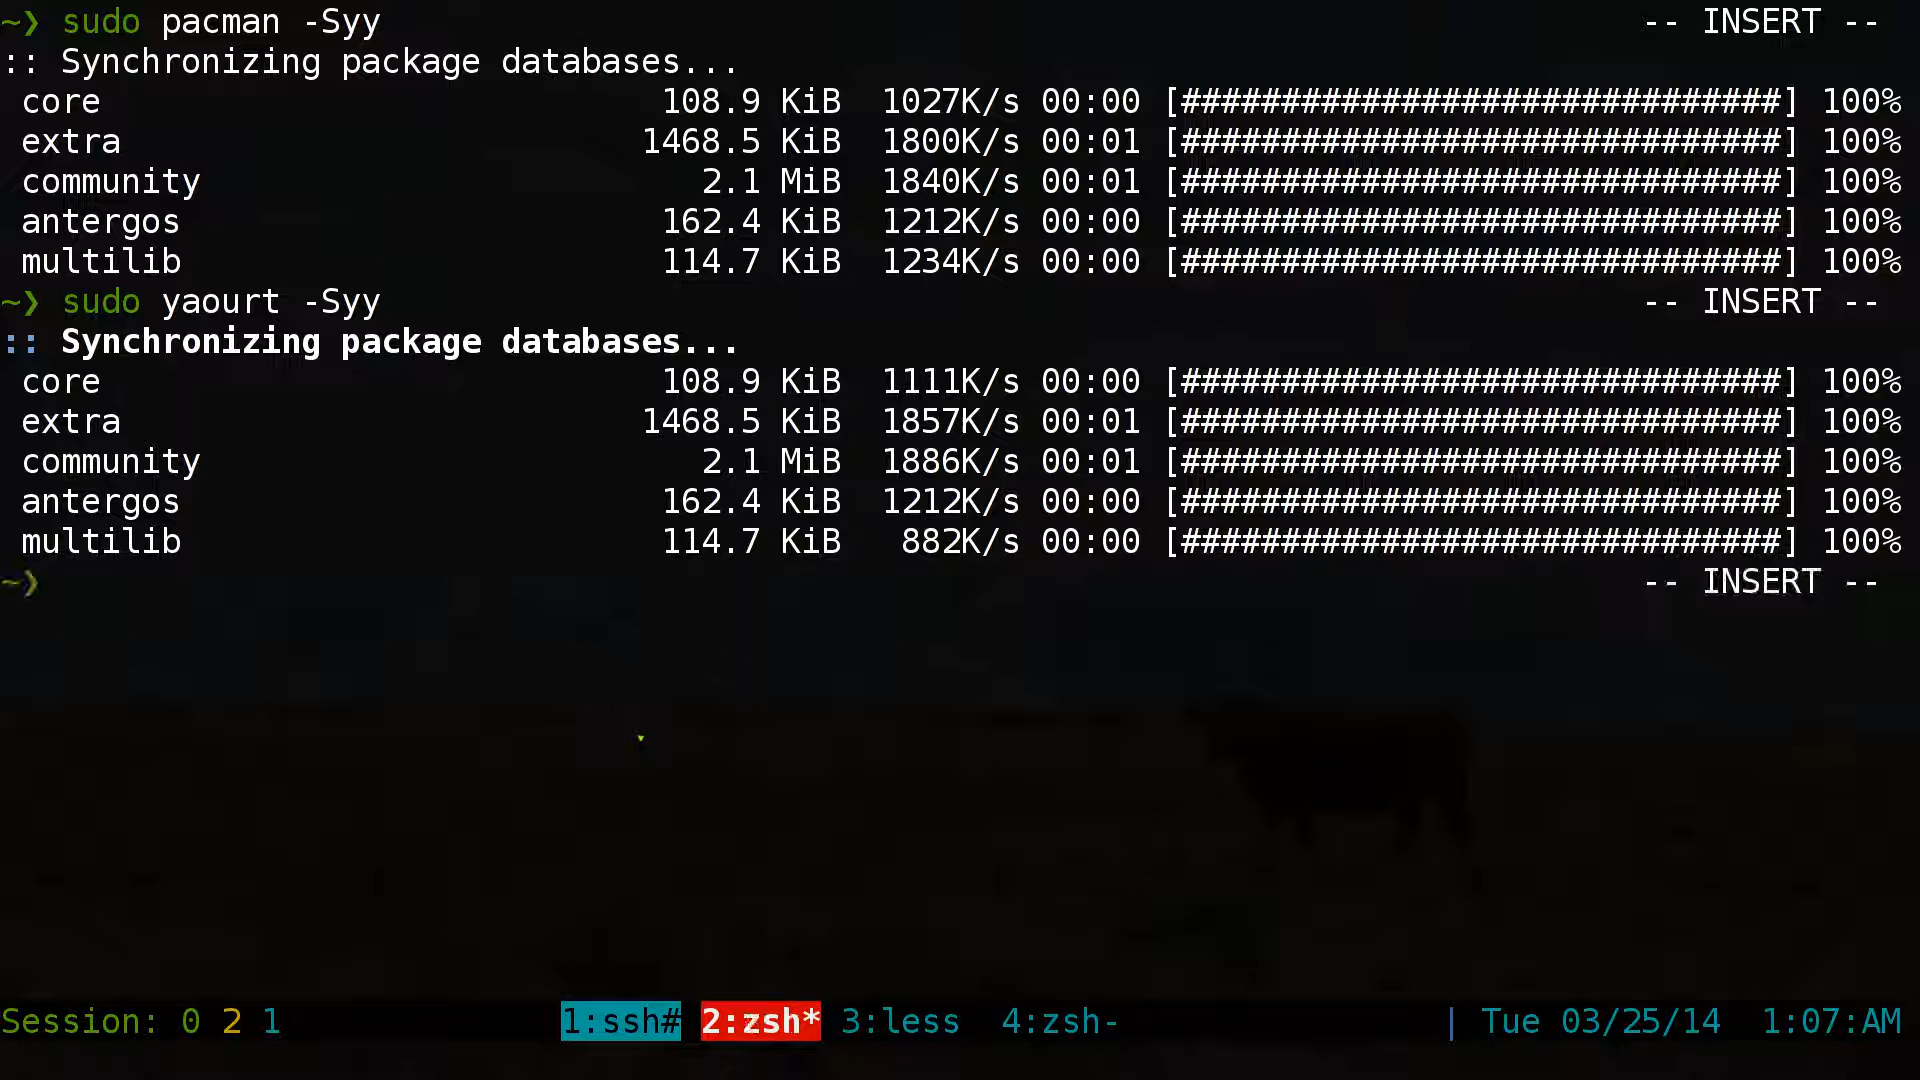 ~❯ sudo pacman -Syy -- INSERT --
:: Synchronizing package databases...
core 108.9 KiB 1027K/s 00:00 [##############################] 100%
extra 1468.5 KiB 1800K/s 00:01 [##############################] 100%
community 2.1 MiB 1840K/s 00:01 [##############################] 100%
antergos 162.4 KiB 1212K/s 00:00 [##############################] 100%
multilib 114.7 KiB 1234K/s 00:00 [##############################] 100%
~❯ sudo yaourt -Syy -- INSERT --
:: Synchronizing package databases...
core 108.9 KiB 1111K/s 00:00 [##############################] 100%
extra 1468.5 KiB 1857K/s 00:01 [##############################] 100%
community 2.1 MiB 1886K/s 00:01 [##############################] 100%
antergos 162.4 KiB 1212K/s 00:00 [##############################] 100%
multilib 114.7 KiB 882K/s 00:00 [##############################] 100%
~❯ -- INSERT --
Session: 0 2 1 1:ssh# 2:zsh* 3:less 4:zsh- | Tue 03/25/14 1:07:AM